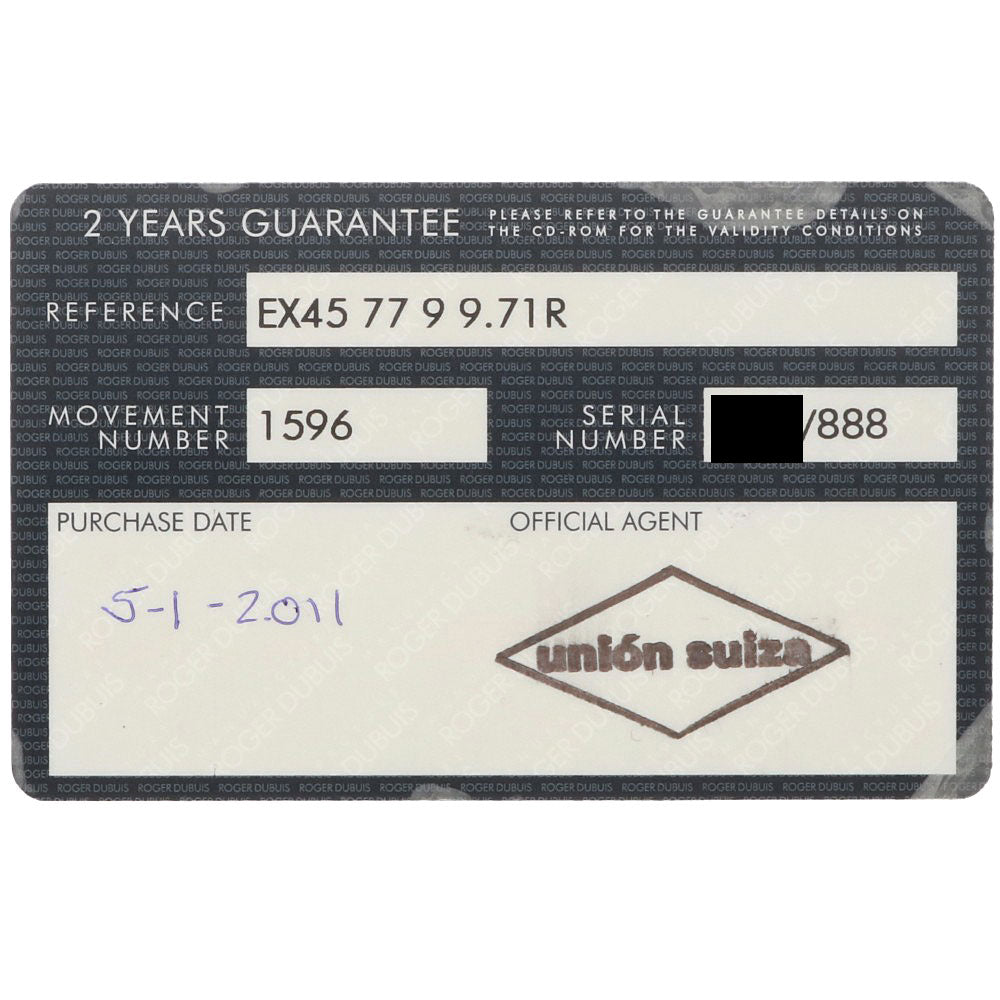 2 YEARS GUARANTEE
PLEASE REFER TO THE GUARANTEE DETAILS ON
THE CD-ROM FOR THE VALIDITY CONDITIONS
REFERENCE EX45 77 9 9.71R
MOVEMENT
NUMBER 1596
SERIAL
NUMBER /888
PURCHASE DATE
5-1-2011
OFFICIAL AGENT
unión suiza
ROGER DUBUIS